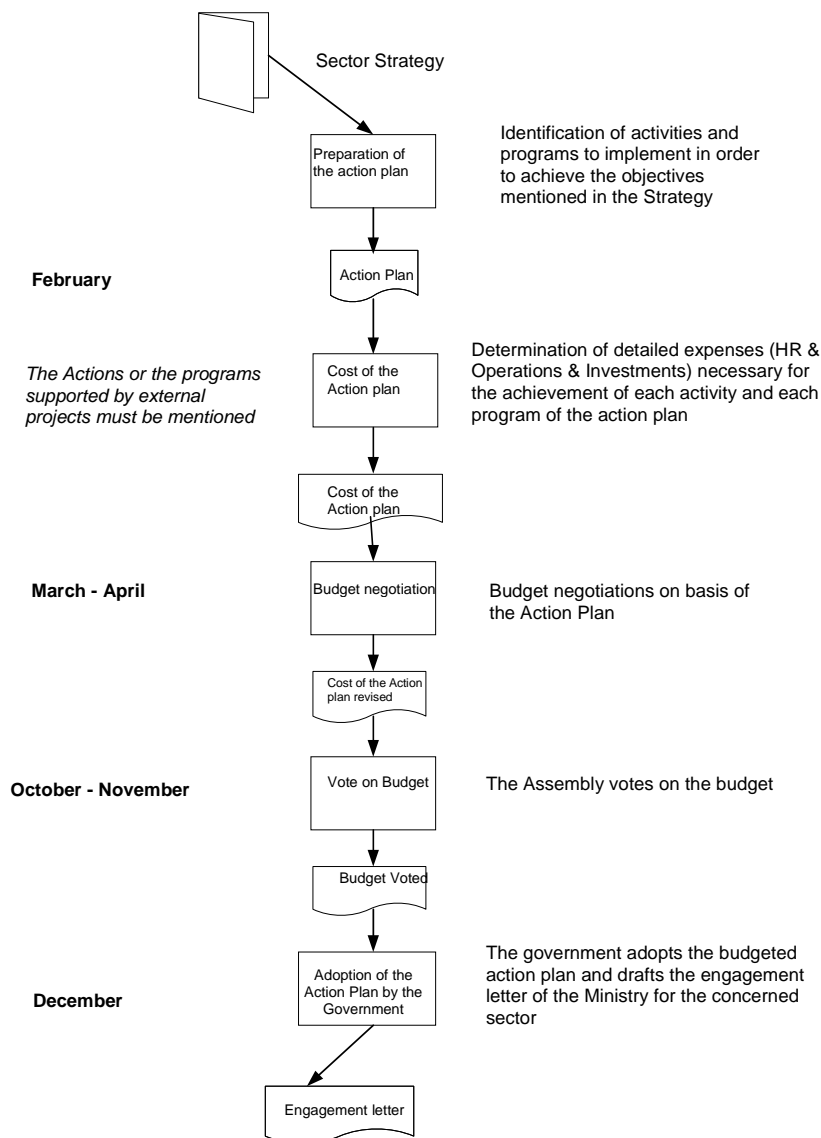 Sector Strategy
Preparation of
the action plan
Identification of activities and
programs to implement in order
to achieve the objectives
mentioned in the Strategy
February
Action Plan
The Actions or the programs
supported by external
projects must be mentioned
Cost of the
Action plan
Determination of detailed expenses (HR &
Operations & Investments) necessary for
the achievement of each activity and each
program of the action plan
Cost of the
Action plan
March - April
Budget negotiation
Budget negotiations on basis of
the Action Plan
Cost of the Action
plan revised
October - November
Vote on Budget
The Assembly votes on the budget
Budget Voted
December
Adoption of the
Action Plan by the
Government
The government adopts the budgeted
action plan and drafts the engagement
letter of the Ministry for the concerned
sector
Engagement letter